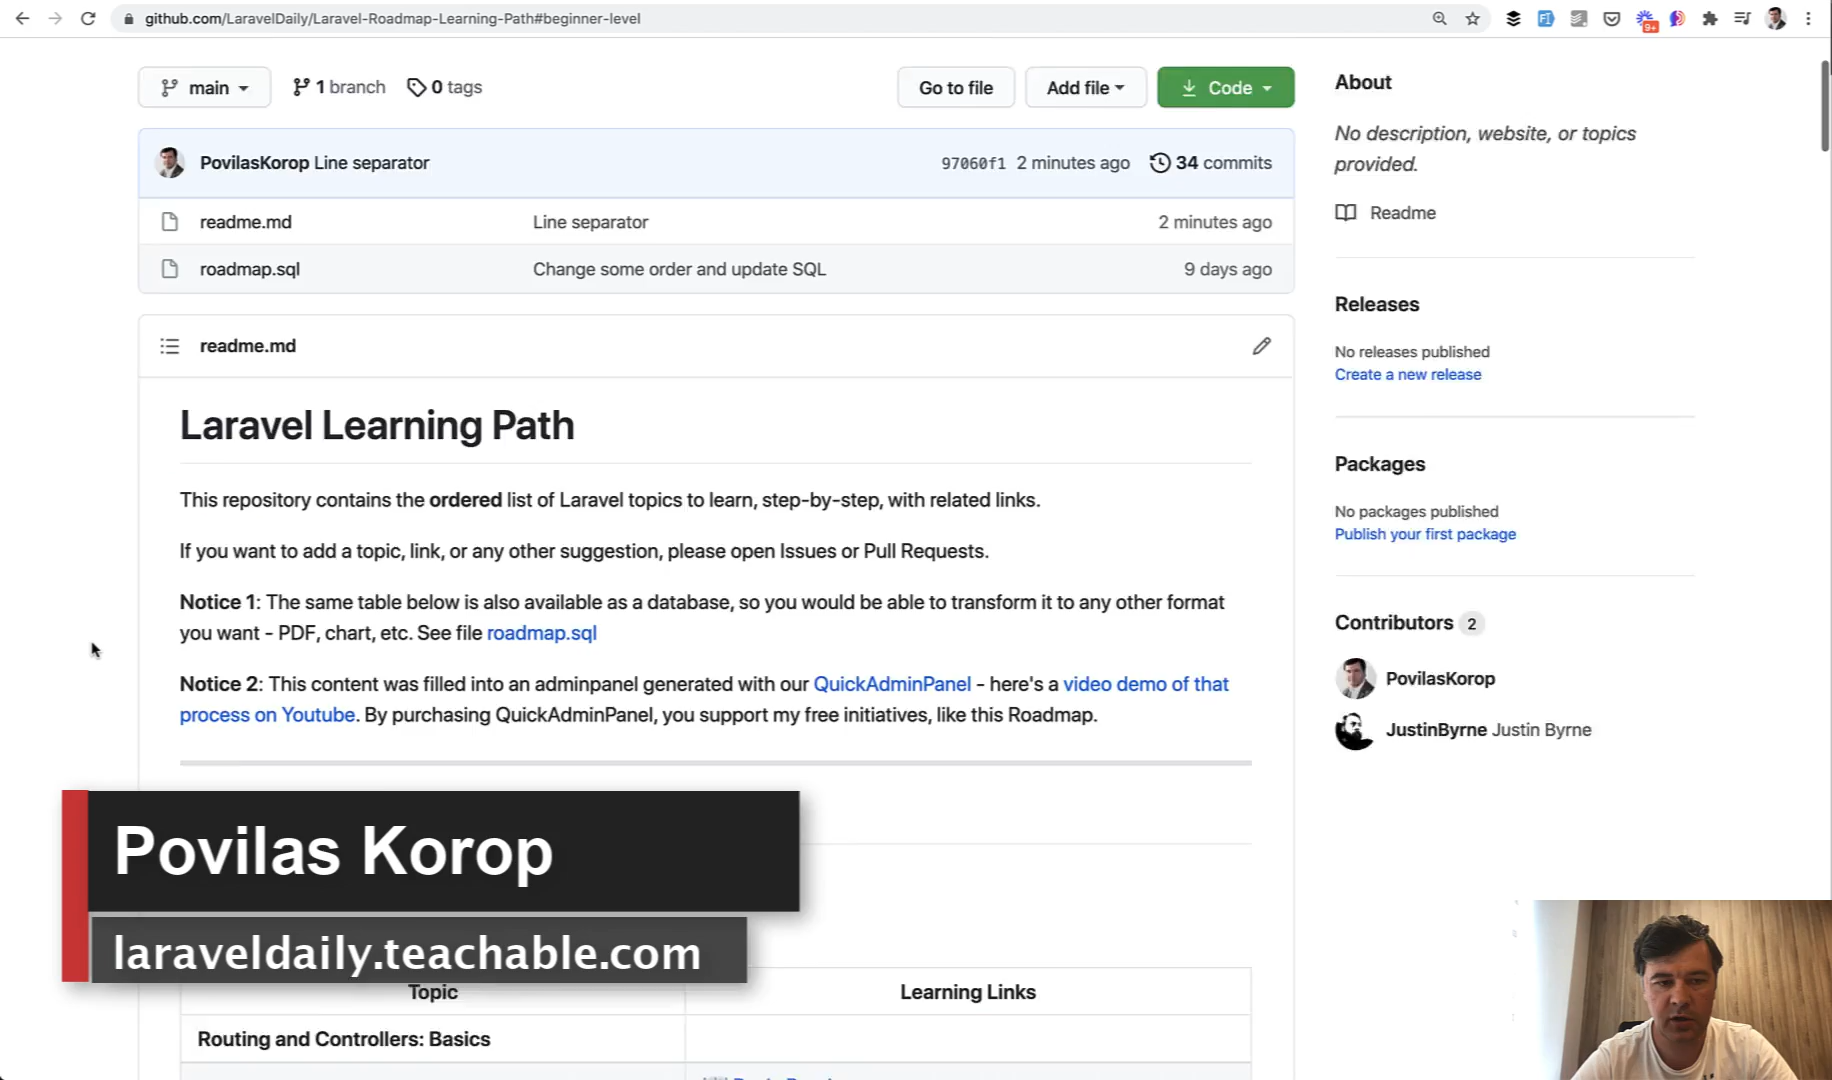 github.com/LaravelDaily/Laravel-Roadmap-Learning-Path#beginner-level
9+
main
1 branch
0 tags
Go to file
Add file
Code
PovilasKorop Line separator
97060f1 2 minutes ago
34 commits
readme.md
Line separator
2 minutes ago
roadmap.sql
Change some order and update SQL
9 days ago
readme.md
Laravel Learning Path
This repository contains the ordered list of Laravel topics to learn, step-by-step, with related links.
If you want to add a topic, link, or any other suggestion, please open Issues or Pull Requests.
Notice 1: The same table below is also available as a database, so you would be able to transform it to any other format
you want - PDF, chart, etc. See file roadmap.sql
Notice 2: This content was filled into an adminpanel generated with our QuickAdminPanel - here's a video demo of that
process on Youtube. By purchasing QuickAdminPanel, you support my free initiatives, like this Roadmap.
Povilas Korop
laraveldaily.teachable.com
Topic
Learning Links
Routing and Controllers: Basics
About
No description, website, or topics
provided.
Readme
Releases
No releases published
Create a new release
Packages
No packages published
Publish your first package
Contributors 2
PovilasKorop
JustinByrne Justin Byrne